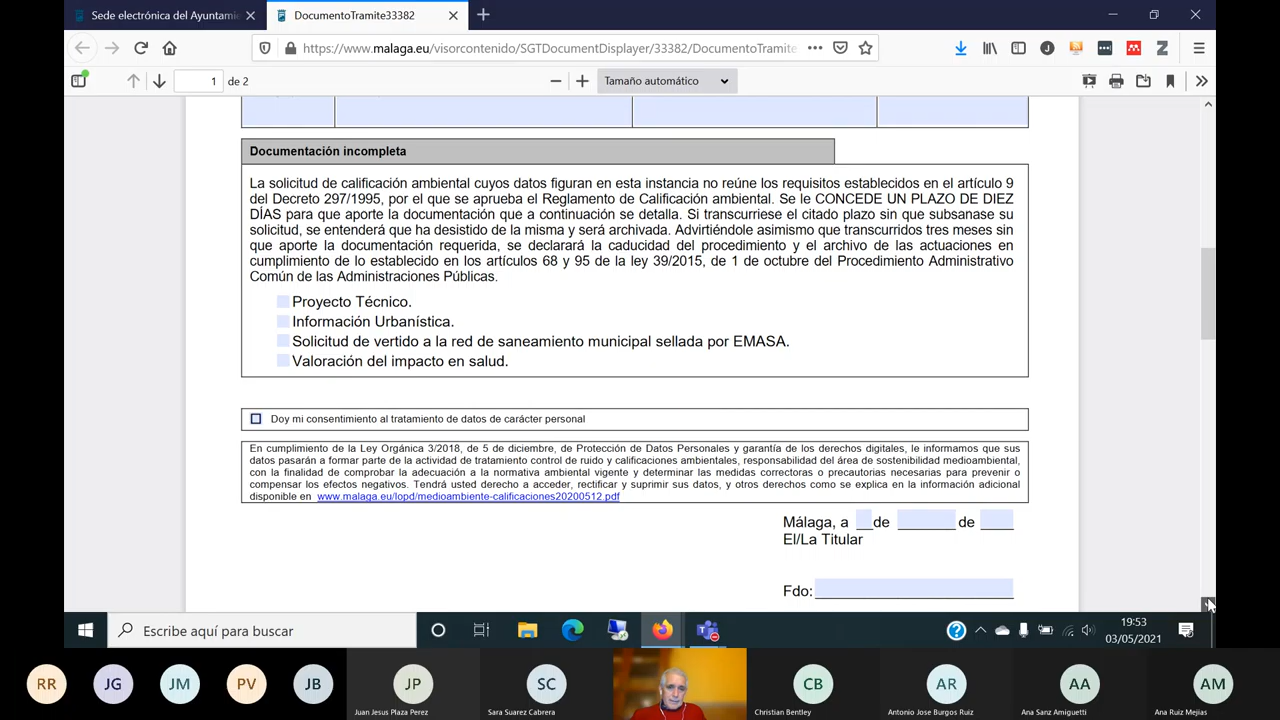 Sede electrónica del Ayuntami
DocumentoTramite33382
https://www.malaga.eu/visorcontenido/SGTDocumentDisplayer/33382/DocumentoTramite
1 de 2
Tamaño automático
Documentación incompleta
La solicitud de calificación ambiental cuyos datos figuran en esta instancia no reúne los requisitos establecidos en el artículo 9
del Decreto 297/1995, por el que se aprueba el Reglamento de Calificación ambiental. Se le CONCEDE UN PLAZO DE DIEZ
DÍAS para que aporte la documentación que a continuación se detalla. Si transcurriese el citado plazo sin que subsanase su
solicitud, se entenderá que ha desistido de la misma y será archivada. Advirtiéndole asimismo que transcurridos tres meses sin
que aporte la documentación requerida, se declarará la caducidad del procedimiento y el archivo de las actuaciones en
cumplimiento de lo establecido en los artículos 68 y 95 de la ley 39/2015, de 1 de octubre del Procedimiento Administrativo
Común de las Administraciones Públicas.
Proyecto Técnico.
Información Urbanística.
Solicitud de vertido a la red de saneamiento municipal sellada por EMASA.
Valoración del impacto en salud.
Doy mi consentimiento al tratamiento de datos de carácter personal
En cumplimiento de la Ley Orgánica 3/2018, de 5 de diciembre, de Protección de Datos Personales y garantía de los derechos digitales, le informamos que sus
datos pasarán a formar parte de la actividad de tratamiento control de ruido y calificaciones ambientales, responsabilidad del área de sostenibilidad medioambiental,
con la finalidad de comprobar la adecuación a la normativa ambiental vigente y determinar las medidas correctoras o precautorias necesarias para prevenir o
compensar los efectos negativos. Tendrá usted derecho a acceder, rectificar y suprimir sus datos, y otros derechos como se explica en la información adicional
disponible en www.malaga.eu/lopd/medioambiente-calificaciones20200512.pdf
Málaga, a de de
El/La Titular
Fdo:
Escribe aquí para buscar
19:53
03/05/2021
RR
JG
JM
PV
JB
JP
Juan Jesus Plaza Perez
SC
Sara Suarez Cabrera
CB
Christian Bentley
AR
Antonio Jose Burgos Ruiz
AA
Ana Sanz Amiguetti
AM
Ana Ruiz Mejias